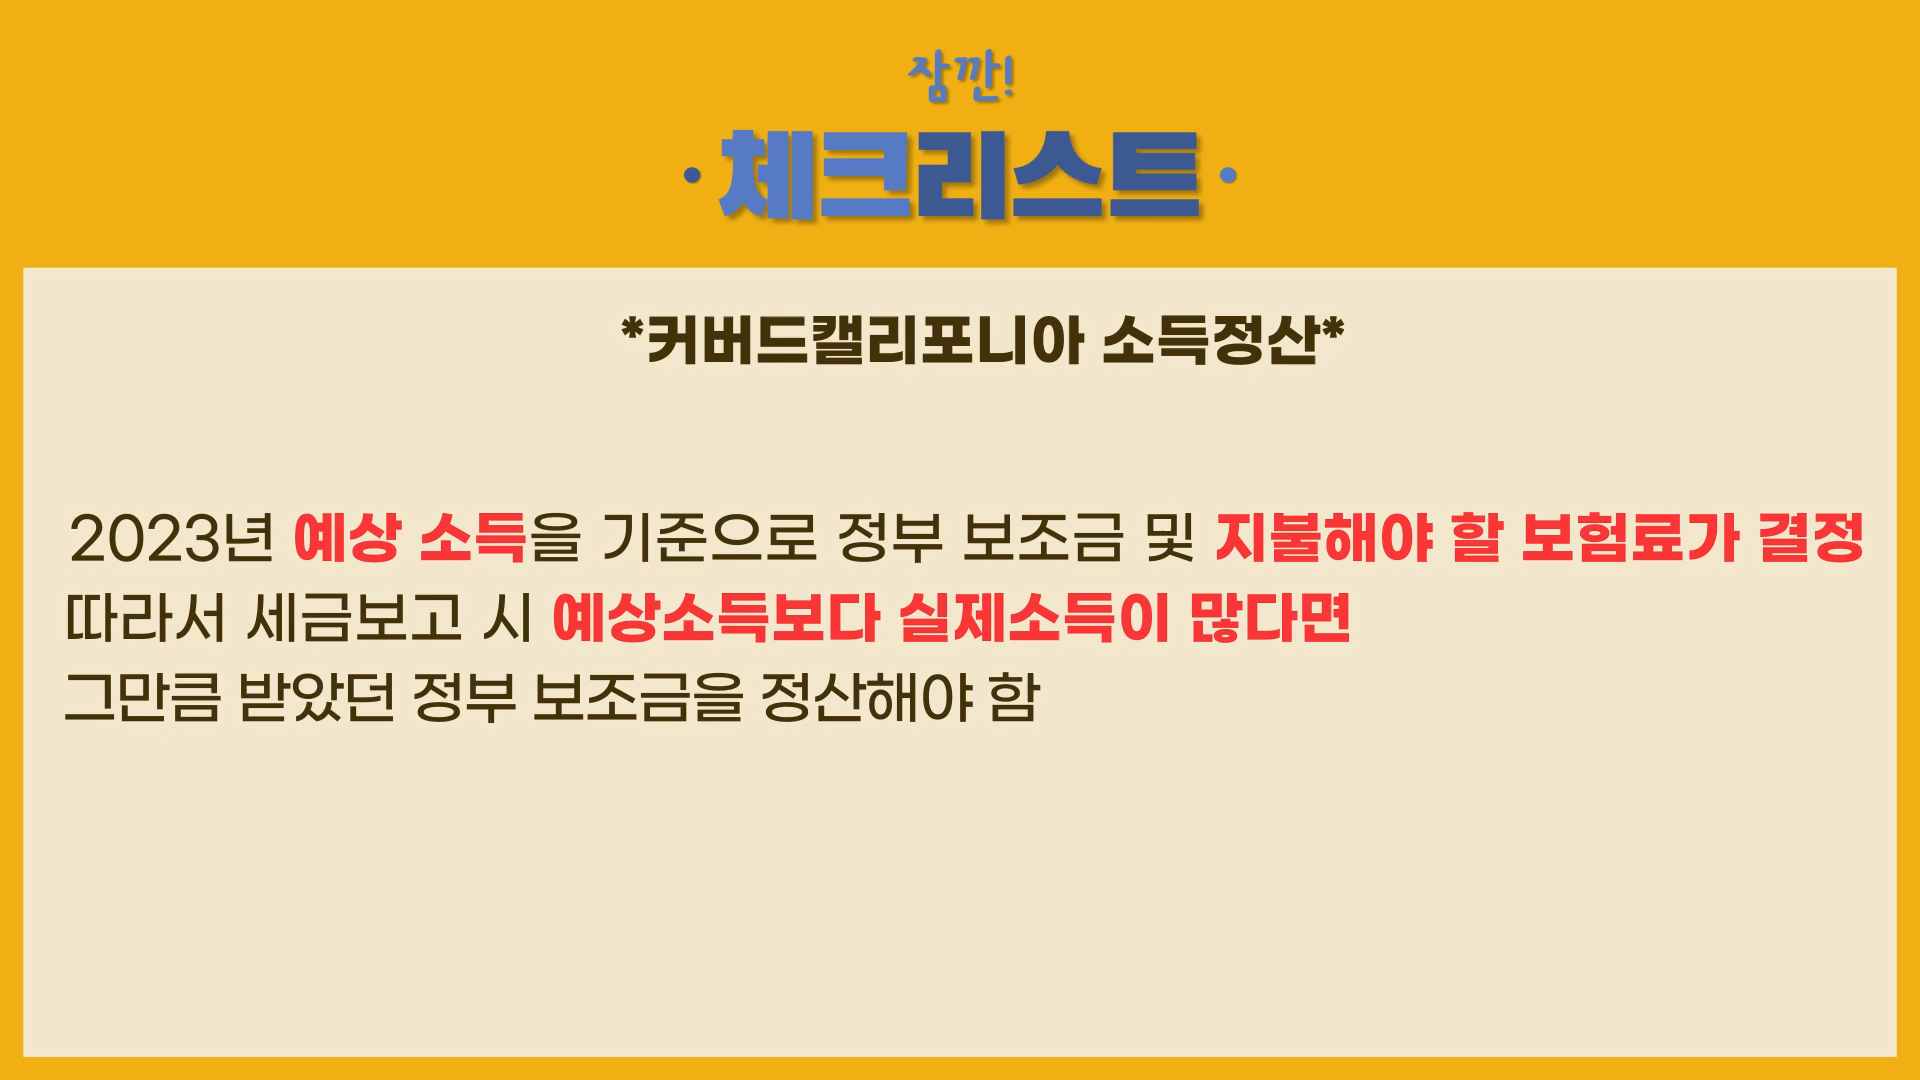 잠깐!
·체크리스트·
*커버드캘리포니아 소득정산*
2023년 예상 소득을 기준으로 정부 보조금 및 지불해야 할 보험료가 결정
따라서 세금보고 시 예상소득보다 실제소득이 많다면
그만큼 받았던 정부 보조금을 정산해야 함